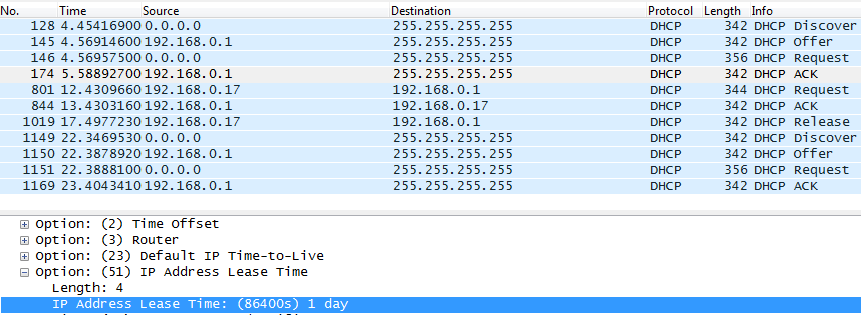 No. Time Source Destination Protocol Length Info
128 4.45416900 0.0.0.0 255.255.255.255 DHCP 342 DHCP Discover
145 4.56914600 192.168.0.1 255.255.255.255 DHCP 342 DHCP Offer
146 4.56957500 0.0.0.0 255.255.255.255 DHCP 356 DHCP Request
174 5.58892700 192.168.0.1 255.255.255.255 DHCP 342 DHCP ACK
801 12.4309660 192.168.0.17 192.168.0.1 DHCP 344 DHCP Request
844 13.4303160 192.168.0.1 192.168.0.17 DHCP 342 DHCP ACK
1019 17.4977230 192.168.0.17 192.168.0.1 DHCP 342 DHCP Release
1149 22.3469530 0.0.0.0 255.255.255.255 DHCP 342 DHCP Discover
1150 22.3878920 192.168.0.1 255.255.255.255 DHCP 342 DHCP Offer
1151 22.3888100 0.0.0.0 255.255.255.255 DHCP 356 DHCP Request
1169 23.4043410 192.168.0.1 255.255.255.255 DHCP 342 DHCP ACK
Option: (2) Time Offset
Option: (3) Router
Option: (23) Default IP Time-to-Live
Option: (51) IP Address Lease Time
Length: 4
IP Address Lease Time: (86400s) 1 day